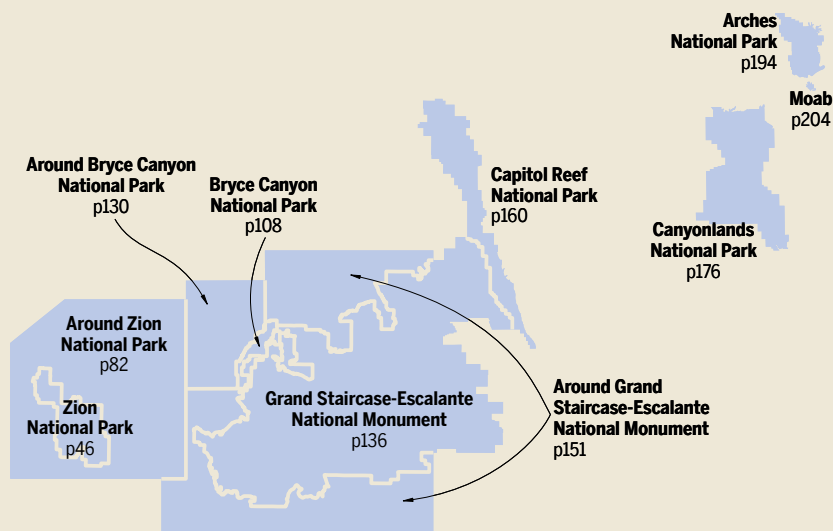 Arches
National Park
p194
Moab
p204
Around Bryce Canyon
National Park
p130
Bryce Canyon
National Park
p108
Capitol Reef
National Park
p160
Canyonlands
National Park
p176
Around Zion
National Park
p82
Zion
National Park
p46
Grand Staircase-Escalante
National Monument
p136
Around Grand
Staircase-Escalante
National Monument
p151